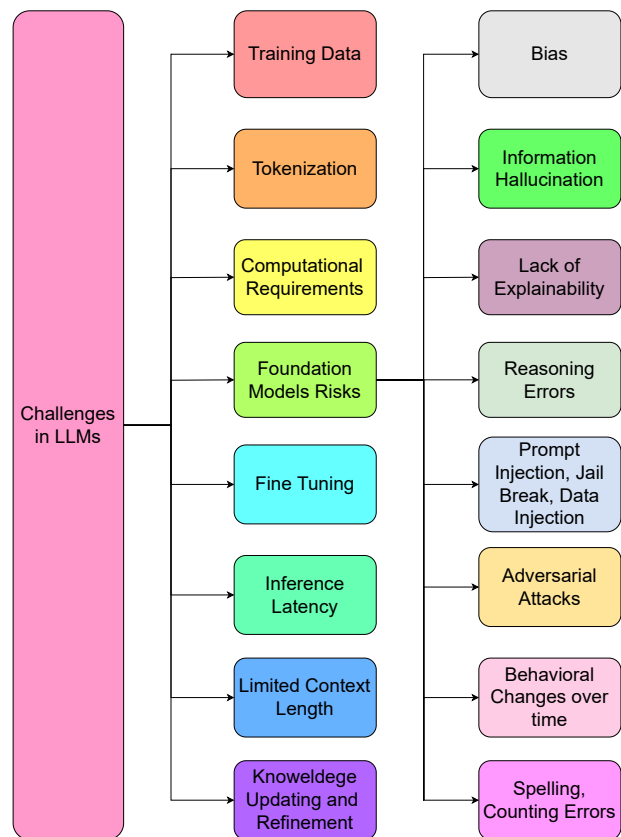 Challenges
in LLMs
Training Data
Tokenization
Computational
Requirements
Foundation
Models Risks
Fine Tuning
Inference
Latency
Limited Context
Length
Knoweldege
Updating and
Refinement
Bias
Information
Hallucination
Lack of
Explainability
Reasoning
Errors
Prompt
Injection, Jail
Break, Data
Injection
Adversarial
Attacks
Behavioral
Changes over
time
Spelling,
Counting Errors